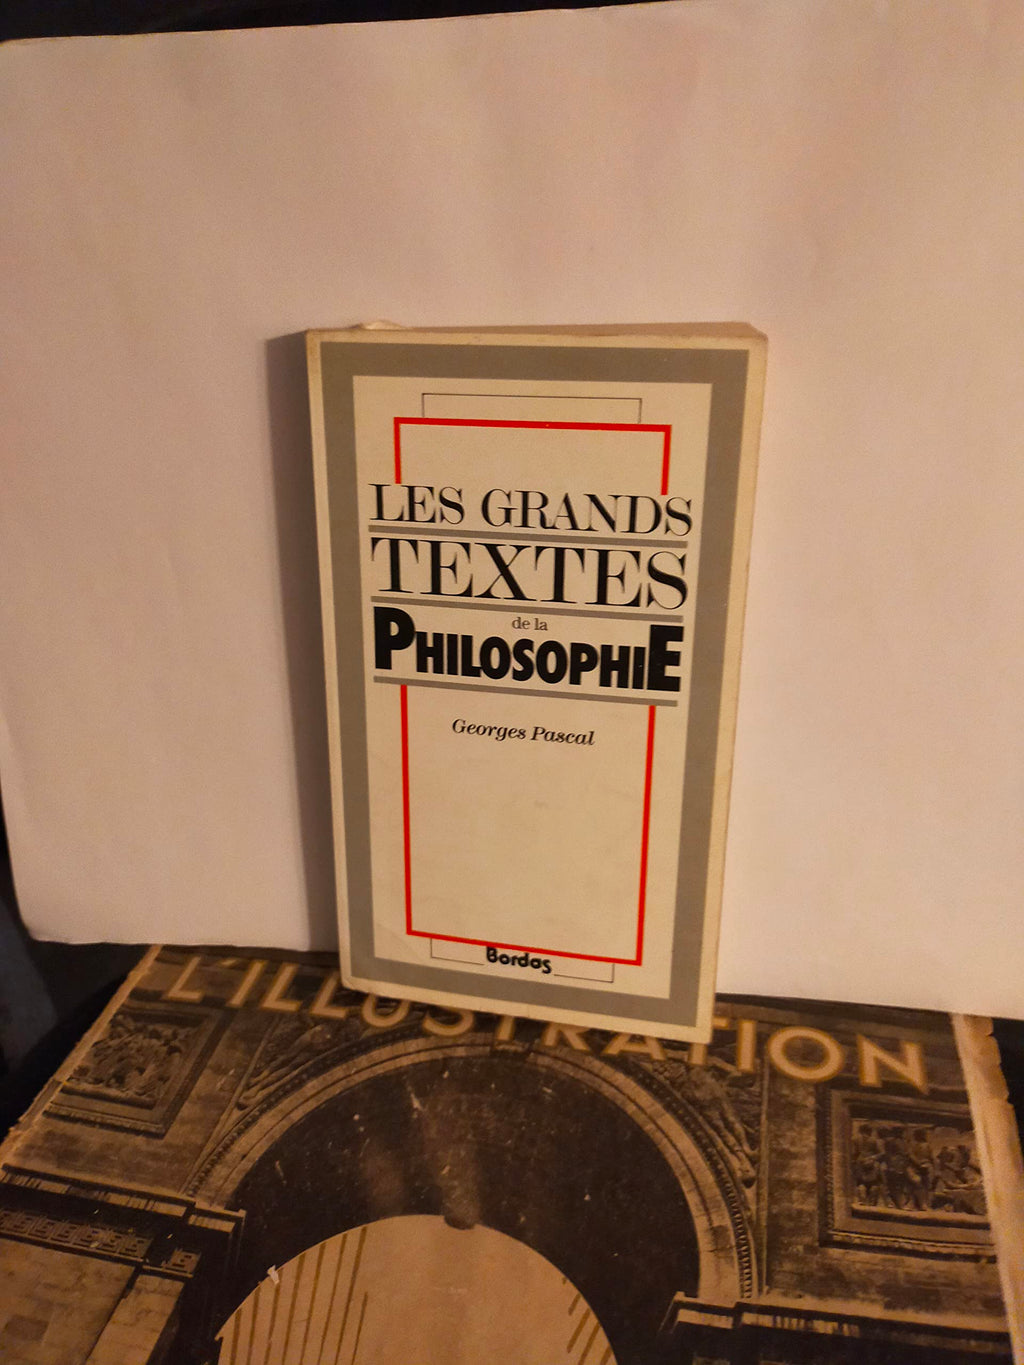 LES GRANDS
TEXTES
de la
PHILOSOPHIE
Georges Pascal
Bordas
L'ILLUSTRATION